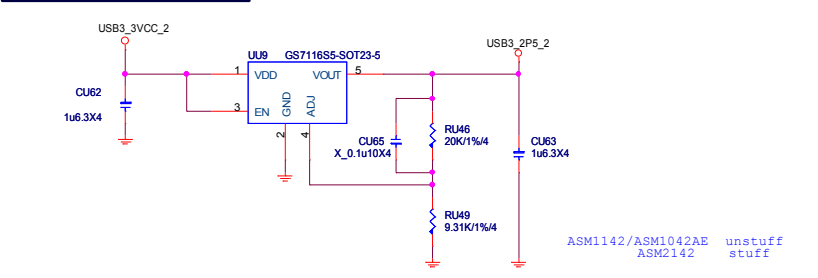 USB3_3VCC_2
USB3_2P5_2
UU9 GS7116S5-SOT23-5
1 VDD VOUT 5
CU62
1u6.3X4
3 EN GND ADJ
2 4
CU65
X_0.1u10X4
RU46
20K/1%/4
CU63
1u6.3X4
RU49
9.31K/1%/4
ASM1142/ASM1042AE unstuff
ASM2142 stuff